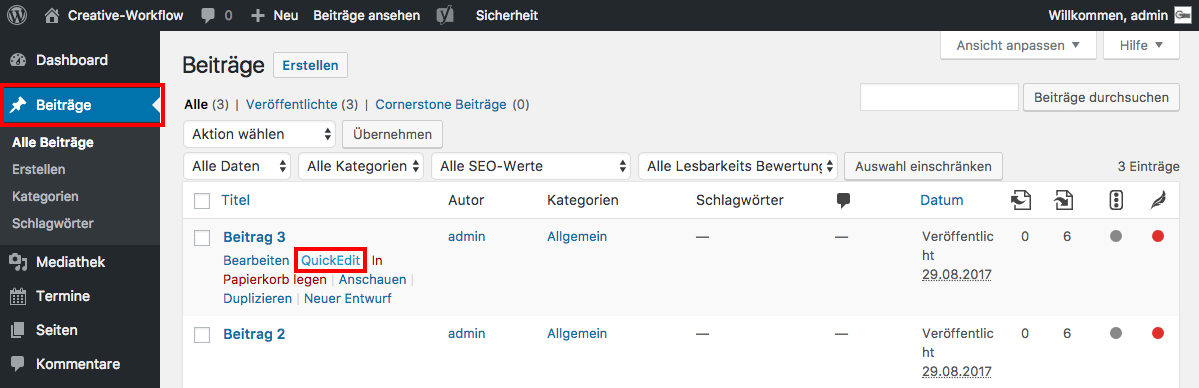 Creative-Workflow 0 Neu Beiträge ansehen Sicherheit Willkommen, admin
Dashboard
Beiträge
Alle Beiträge
Erstellen
Kategorien
Schlagwörter
Mediathek
Termine
Seiten
Kommentare
Ansicht anpassen Hilfe
Beiträge Erstellen
Alle (3) | Veröffentlichte (3) | Cornerstone Beiträge (0)
Beiträge durchsuchen
Aktion wählen Übernehmen
Alle Daten Alle Kategorien Alle SEO-Werte Alle Lesbarkeits Bewertung Auswahl einschränken 3 Einträge
Titel Autor Kategorien Schlagwörter Datum
Beitrag 3 admin Allgemein — — Veröffentlic 0 6
Bearbeiten QuickEdit In ht
Papierkorb legen | Anschauen | 29.08.2017
Duplizieren | Neuer Entwurf
Beitrag 2 admin Allgemein — — Veröffentlic 0 6
ht
29.08.2017